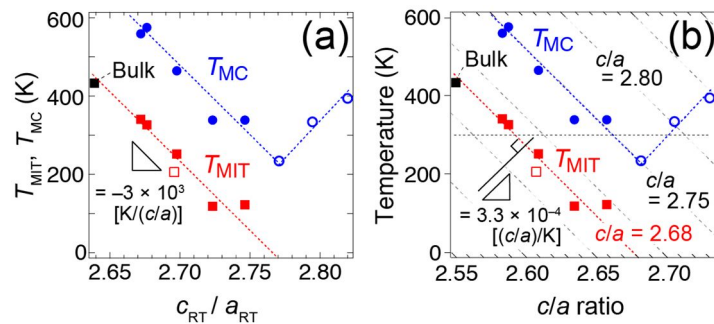 (a)
Bulk
T_MC
T_MIT
= –3 × 10³
[K/(c/a)]
T_MIT, T_MC (K)
600
400
200
0
2.65 2.70 2.75 2.80
c_RT / a_RT
(b)
Bulk
T_MC
c/a
= 2.80
T_MIT
c/a
= 2.75
= 3.3 × 10⁻⁴
[(c/a)/K]
c/a = 2.68
Temperature (K)
600
400
200
0
2.55 2.60 2.65 2.70
c/a ratio